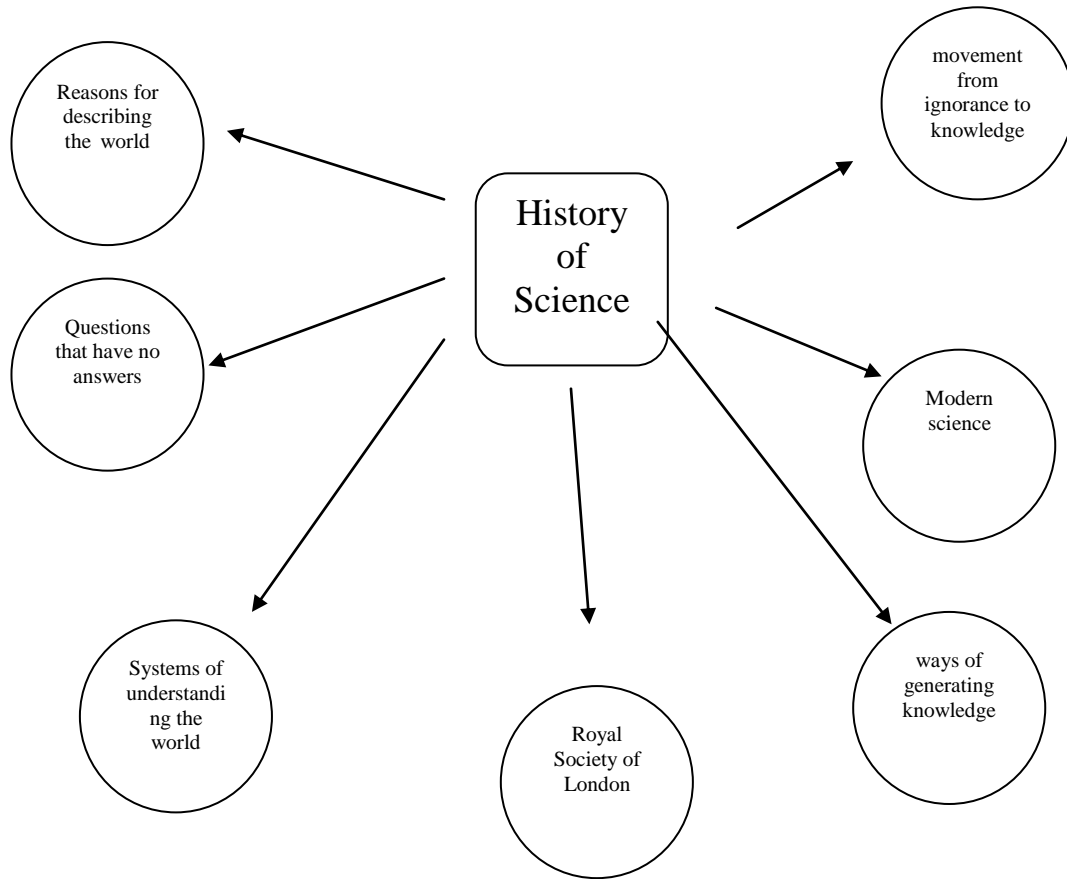 Reasons for
describing
the world
movement
from
ignorance to
knowledge
History
of
Science
Questions
that have no
answers
Modern
science
Systems of
understandi
ng the
world
Royal
Society of
London
ways of
generating
knowledge